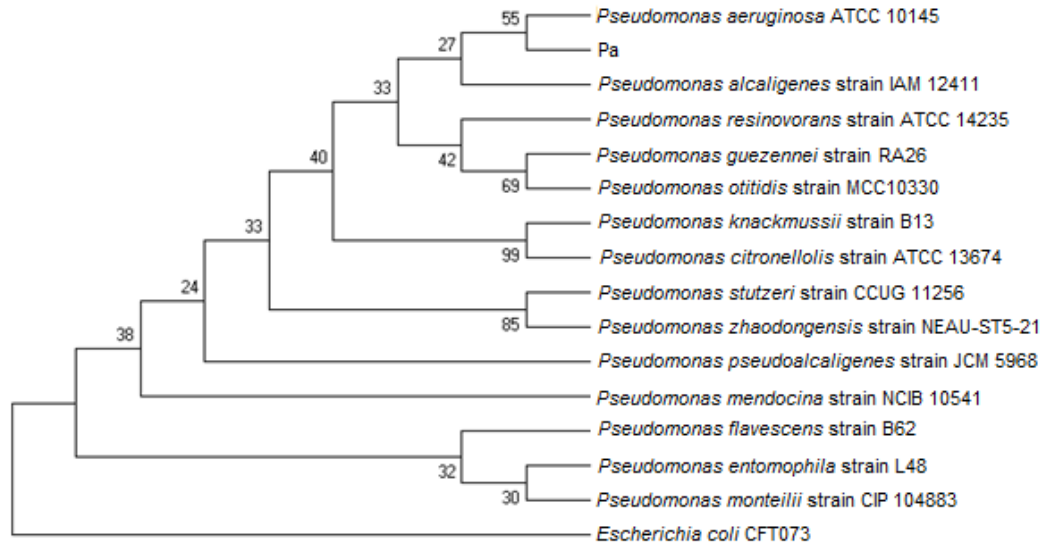 55
Pseudomonas aeruginosa ATCC 10145
27
Pa
33
Pseudomonas alcaligenes strain IAM 12411
Pseudomonas resinovorans strain ATCC 14235
40
42
Pseudomonas guezennei strain RA26
69
Pseudomonas otitidis strain MCC10330
33
Pseudomonas knackmussii strain B13
99
Pseudomonas citronellolis strain ATCC 13674
24
Pseudomonas stutzeri strain CCUG 11256
85
Pseudomonas zhaodongensis strain NEAU-ST5-21
38
Pseudomonas pseudoalcaligenes strain JCM 5968
Pseudomonas mendocina strain NCIB 10541
Pseudomonas flavescens strain B62
32
Pseudomonas entomophila strain L48
30
Pseudomonas monteilii strain CIP 104883
Escherichia coli CFT073